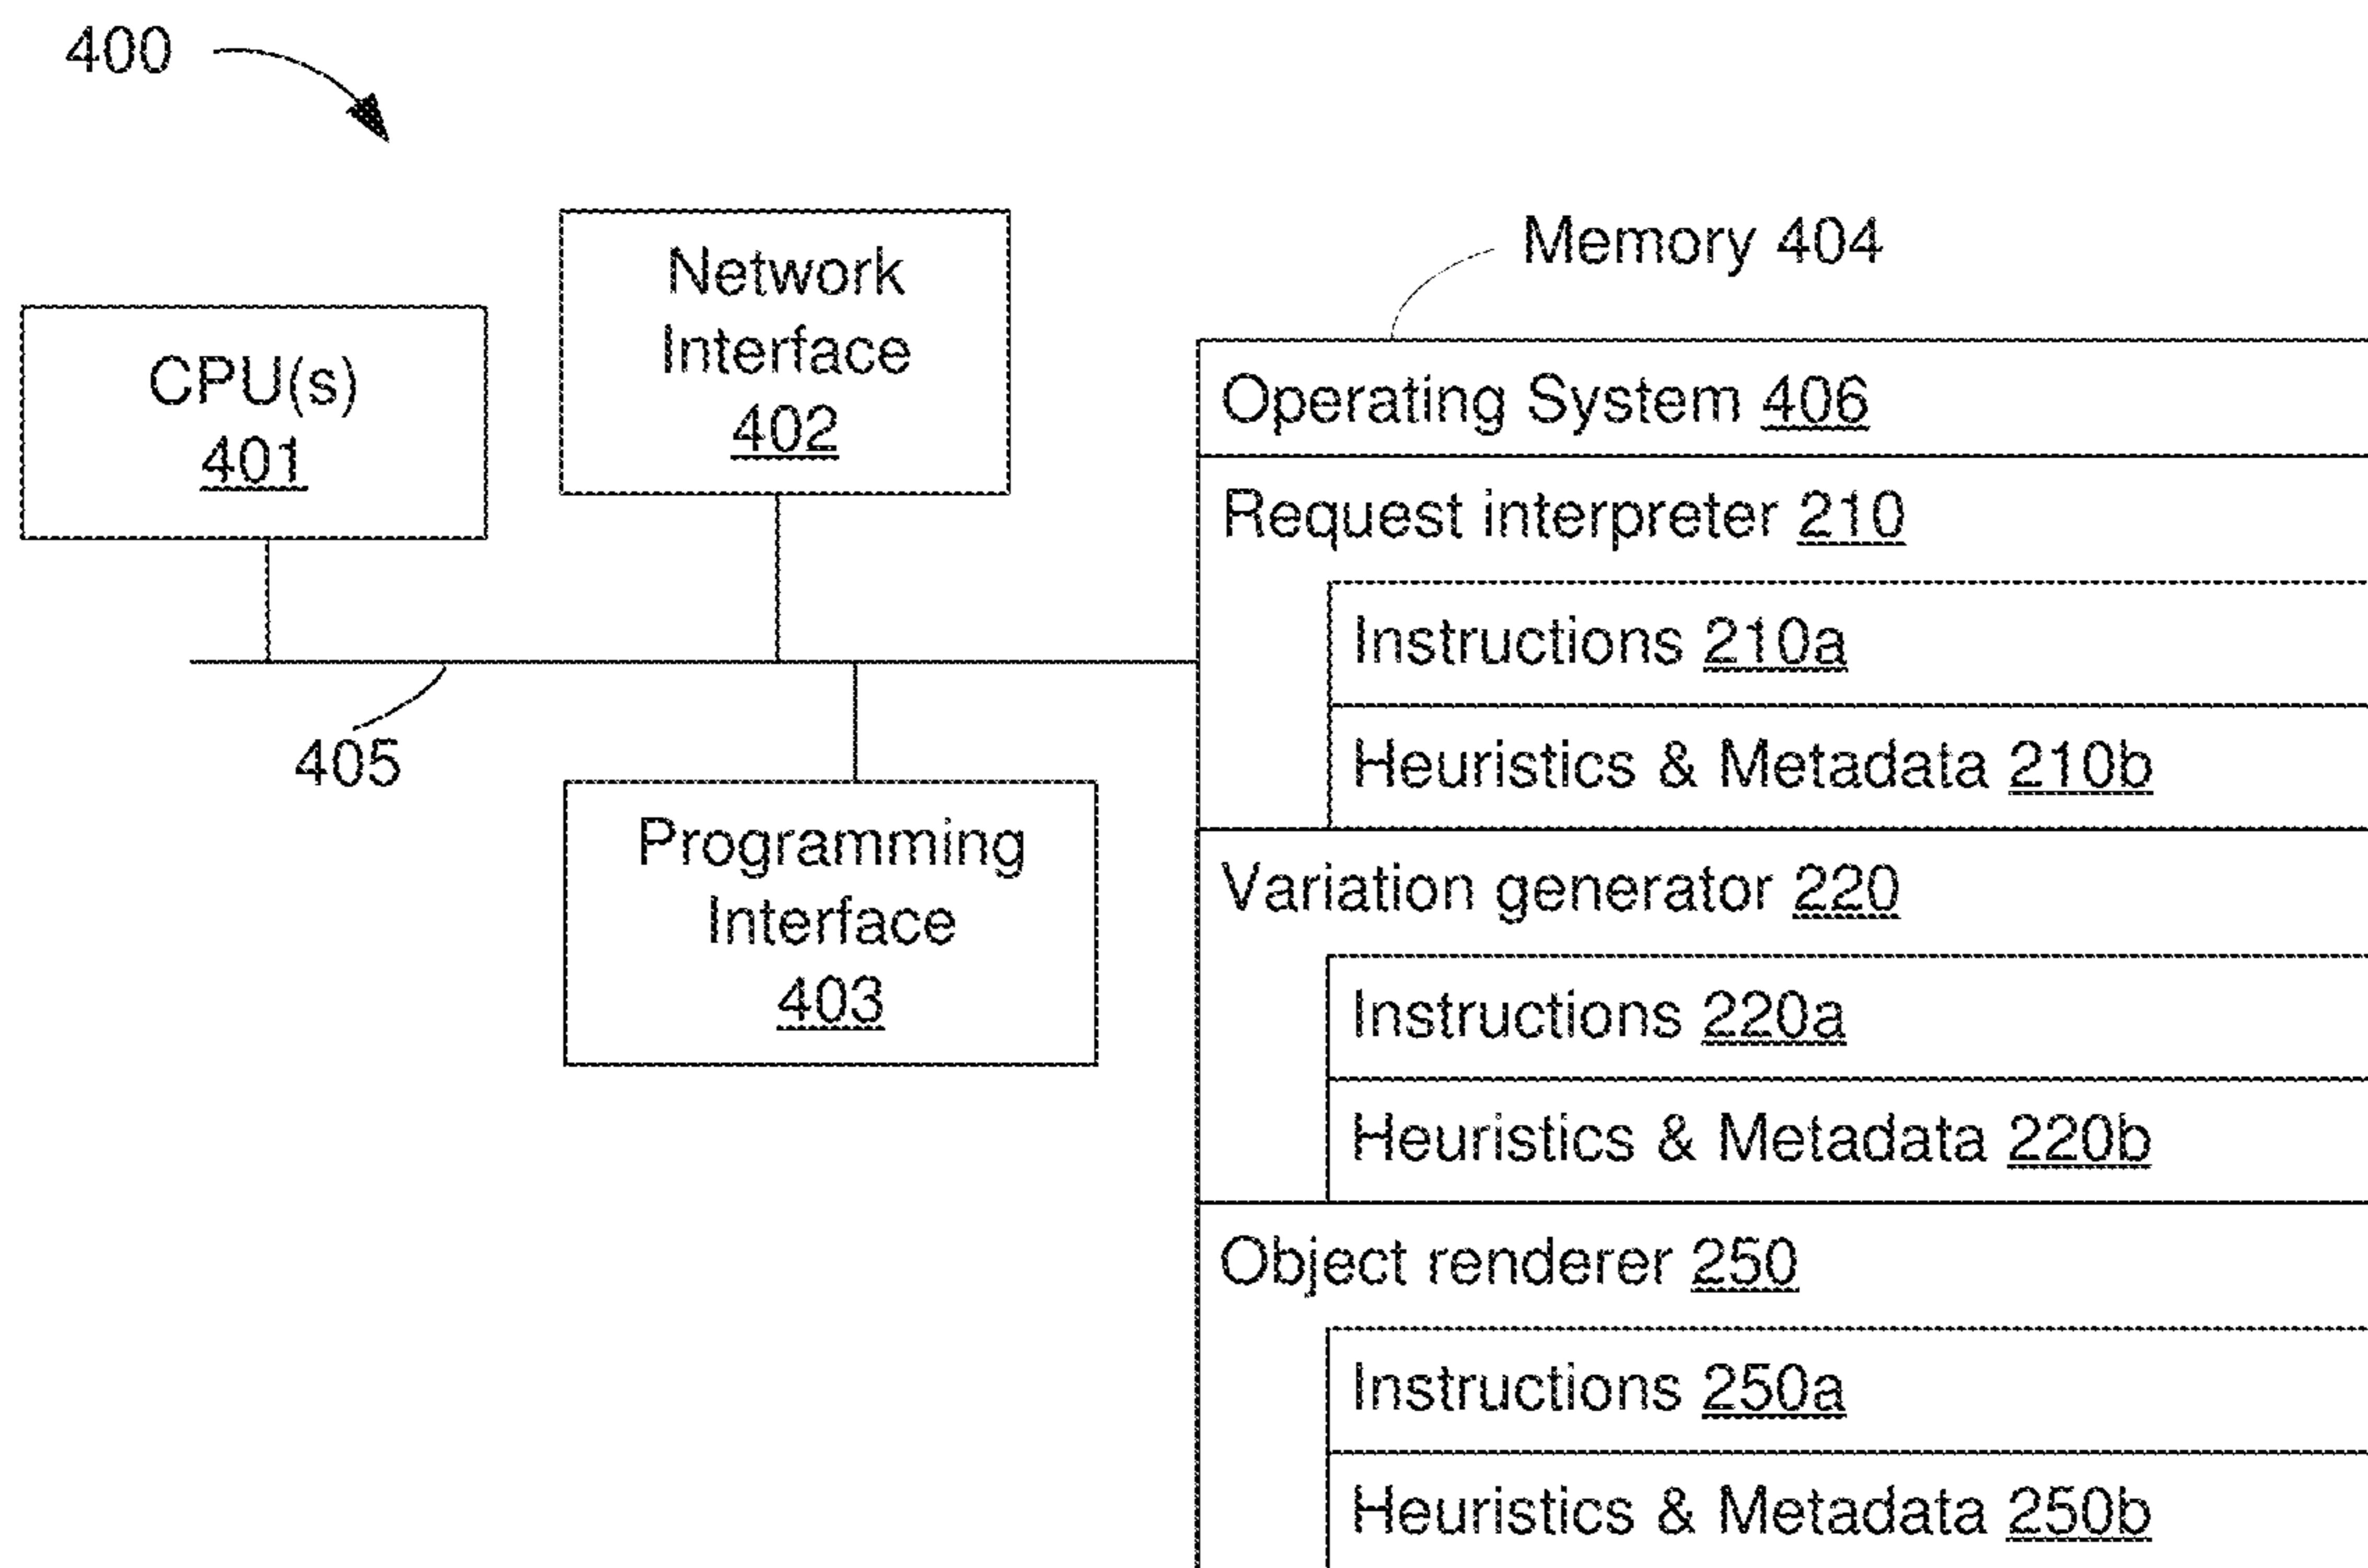 400
CPU(s)
401
Network
Interface
402
405
Programming
Interface
403
Memory 404
Operating System 406
Request interpreter 210
Instructions 210a
Heuristics & Metadata 210b
Variation generator 220
Instructions 220a
Heuristics & Metadata 220b
Object renderer 250
Instructions 250a
Heuristics & Metadata 250b